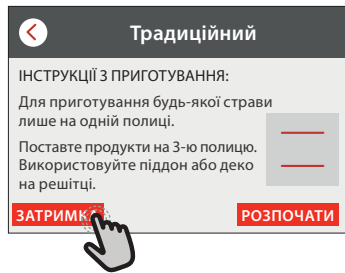 Традиційний
ІНСТРУКЦІЇ З ПРИГОТУВАННЯ:
Для приготування будь-якої страви
лише на одній полиці.
Поставте продукти на 3-ю полицю.
Використовуйте піддон або деко
на решітці.
ЗАТРИМК
РОЗПОЧАТИ